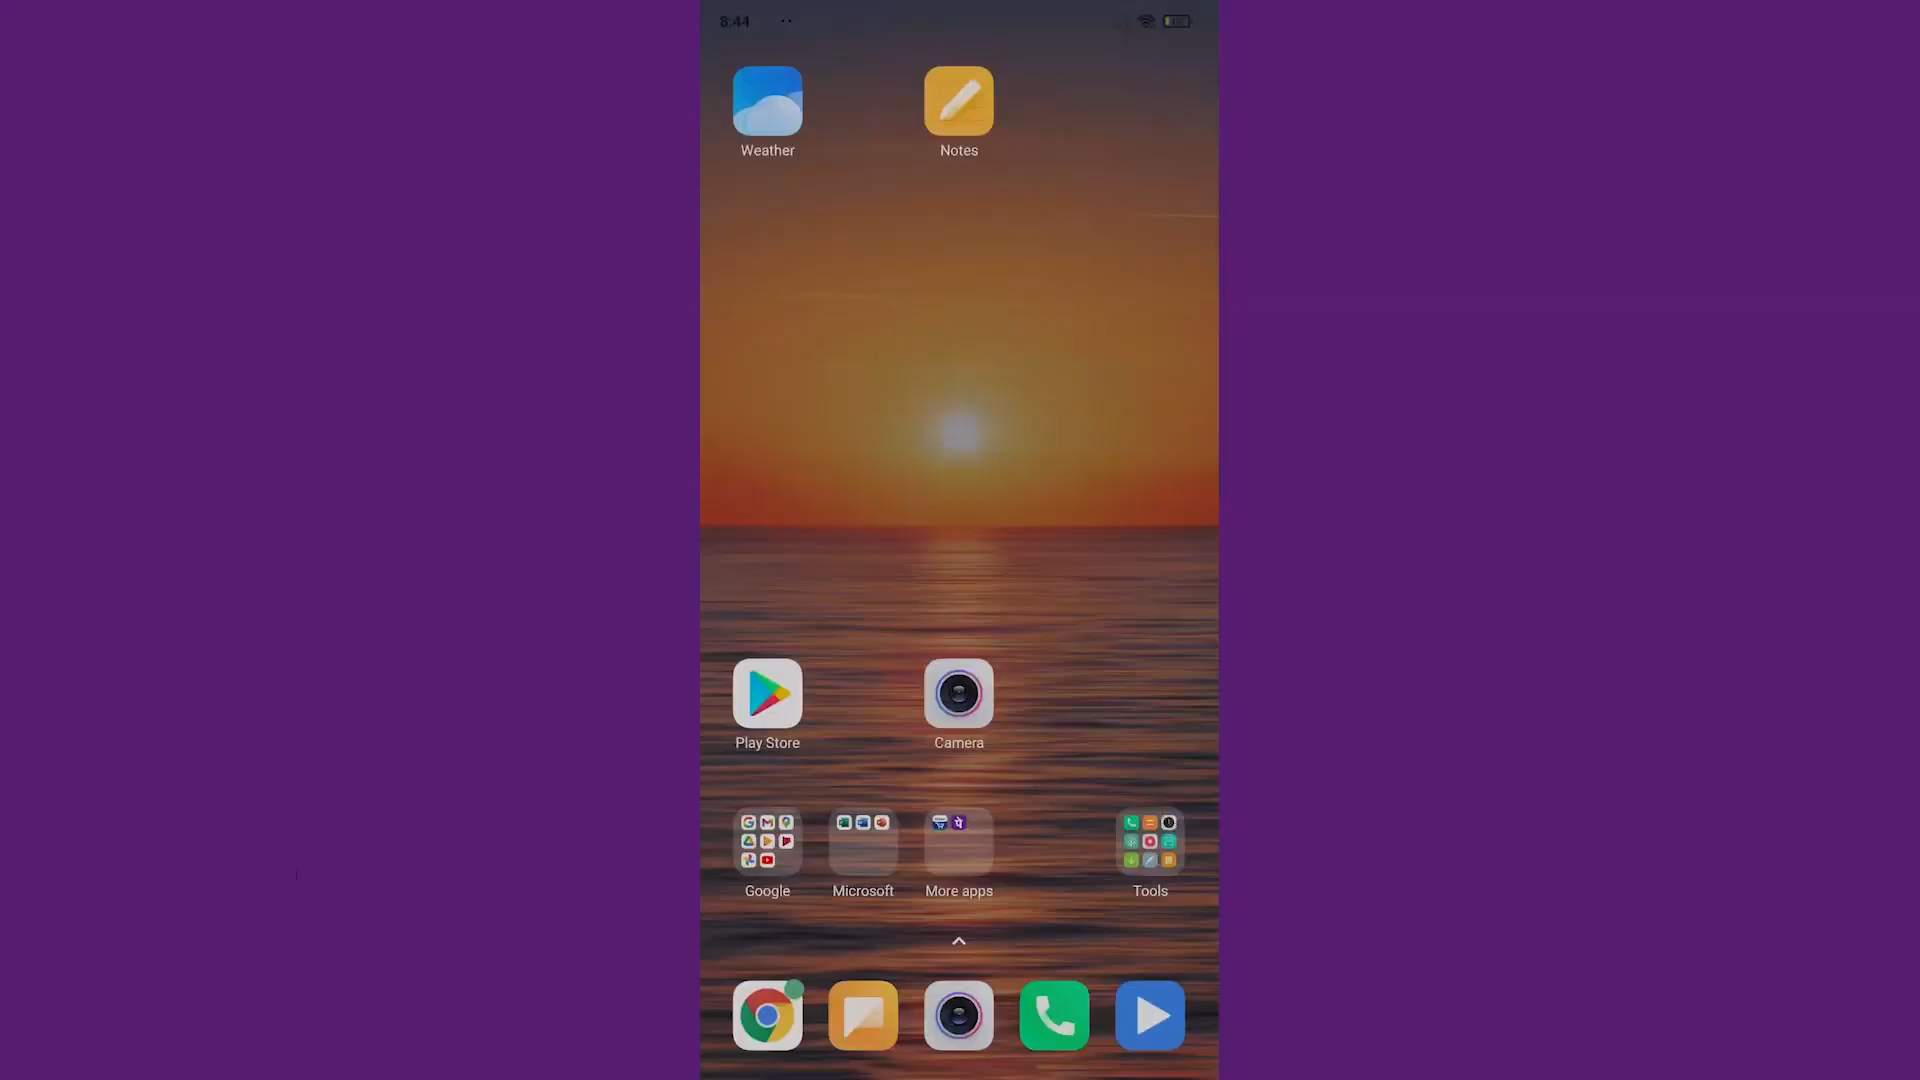 8:44
Weather
Notes
Play Store
Camera
Google
Microsoft
More apps
Tools